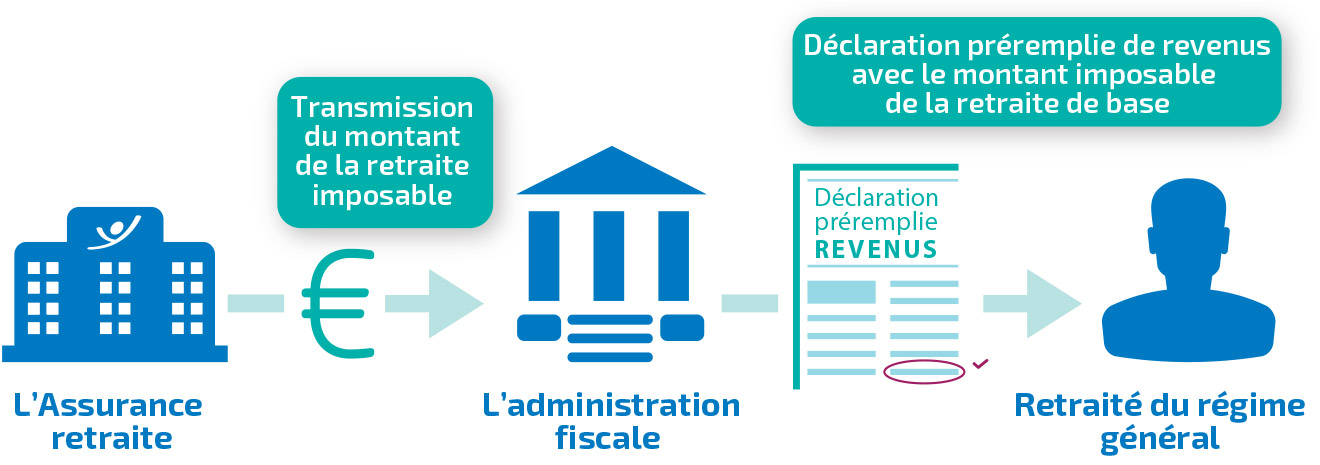 Transmission
du montant
de la retraite
imposable
Déclaration préremplie de revenus
avec le montant imposable
de la retraite de base
Déclaration
préremplie
REVENUS
L’Assurance
retraite
L’administration
fiscale
Retraité du régime
général